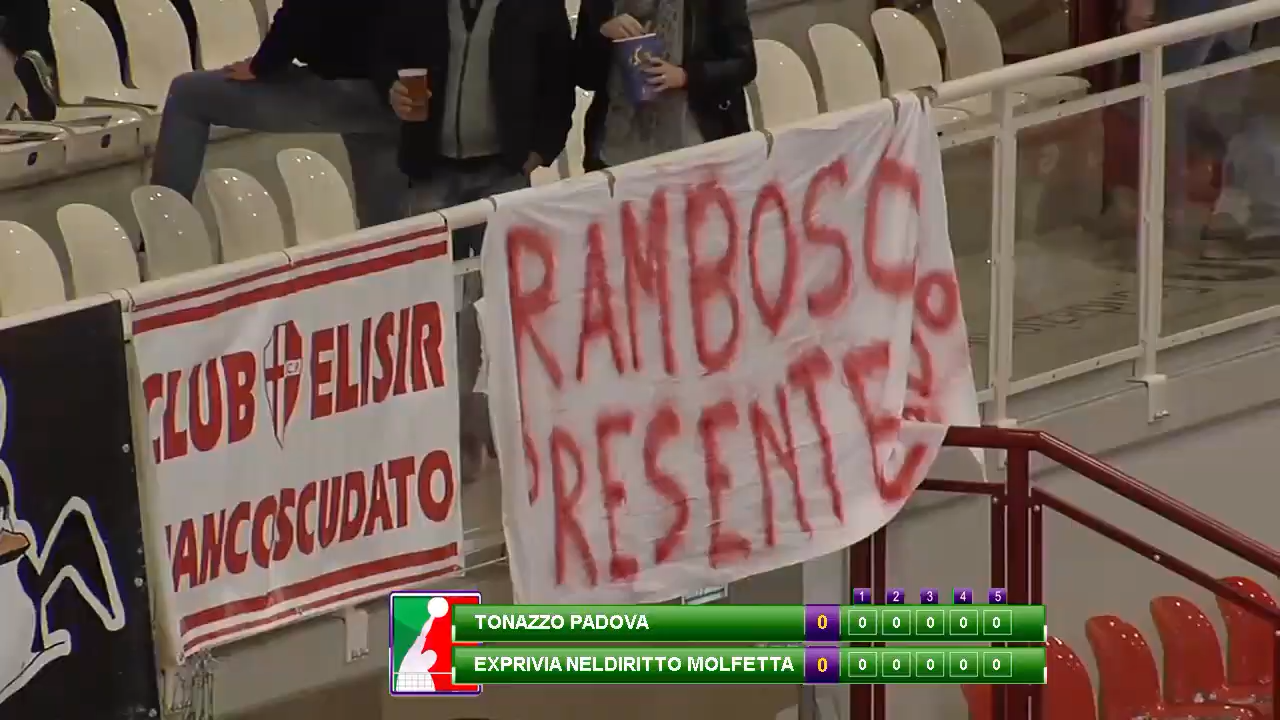 CLUB ELISIR
IANCOSCUDATO
RAMBOSO
PRESENTE
1 2 3 4 5
TONAZZO PADOVA 0 0 0 0 0 0
EXPRIVIA NELDIRITTO MOLFETTA 0 0 0 0 0 0